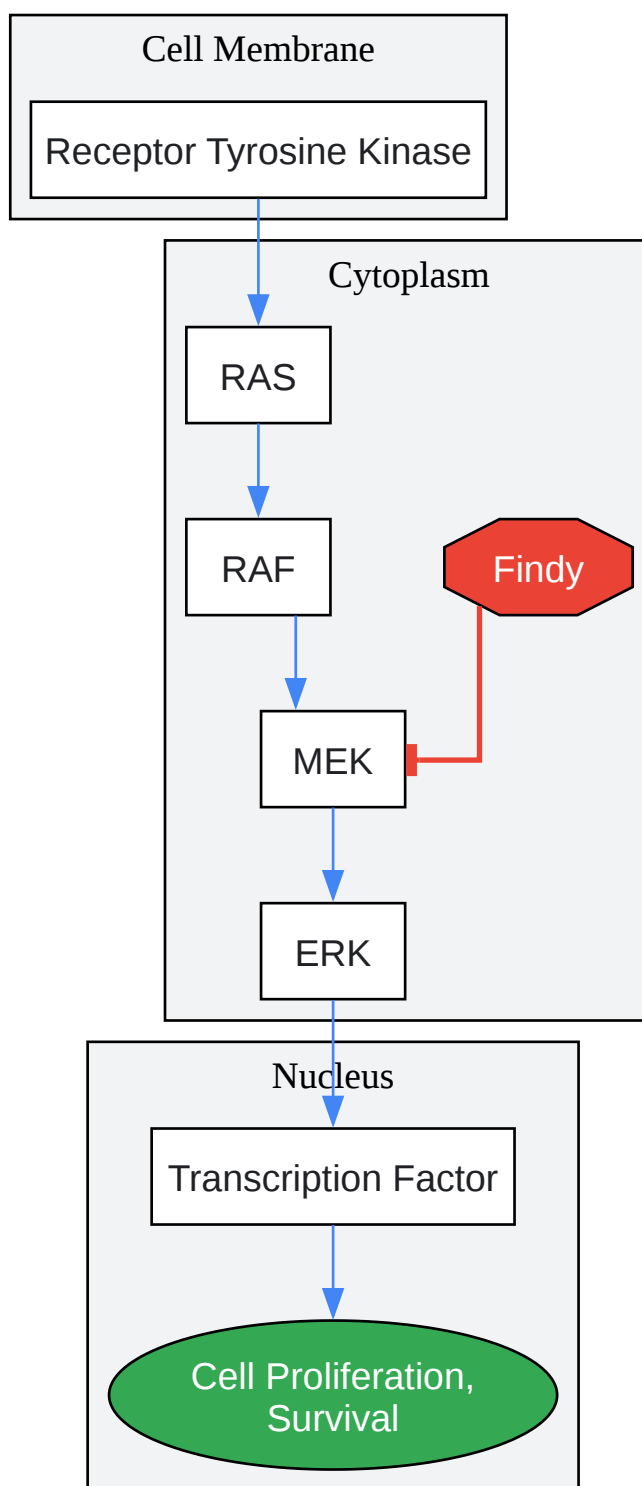 Cell Membrane
Receptor Tyrosine Kinase
Cytoplasm
RAS
RAF
Findy
MEK
ERK
Nucleus
Transcription Factor
Cell Proliferation,
Survival